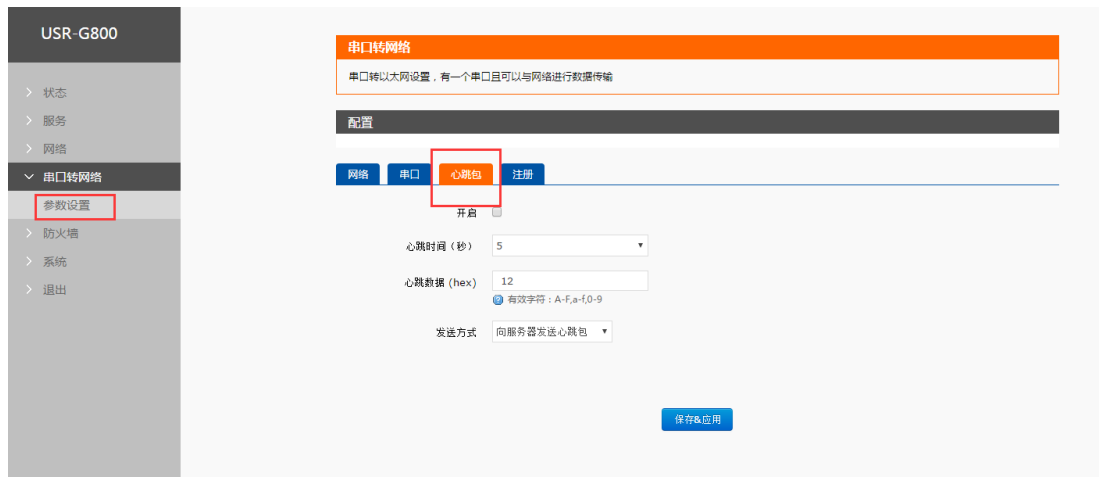 USR-G800
状态
服务
网络
串口转网络
参数设置
防火墙
系统
退出
串口转网络
串口转以太网设置，有一个串口且可以与网络进行数据传输
配置
网络 串口 心跳包 注册
开启
心跳时间（秒） 5
心跳数据 (hex) 12
有效字符：A-F,a-f,0-9
发送方式 向服务器发送心跳包
保存&应用